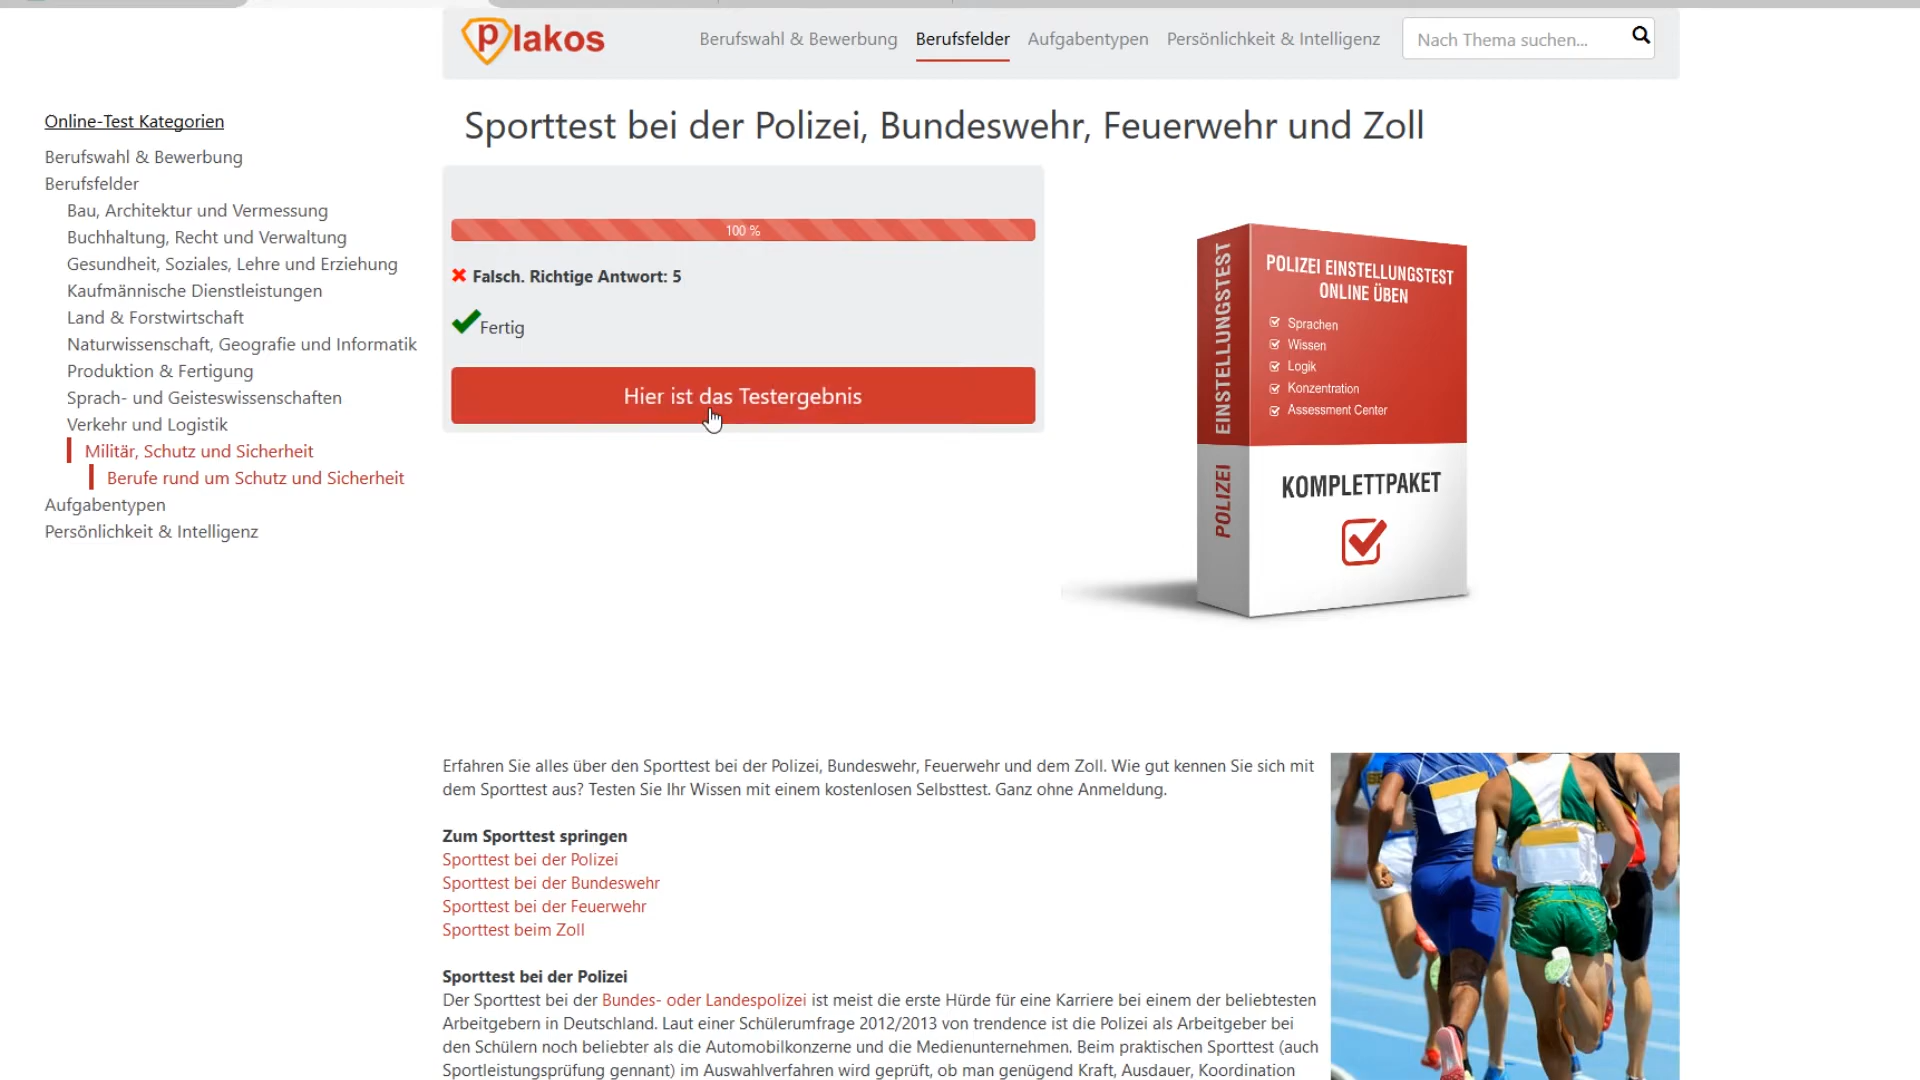 plakos
Berufswahl & Bewerbung
Berufsfelder
Aufgabentypen
Persönlichkeit & Intelligenz
Nach Thema suchen...
Online-Test Kategorien
Berufswahl & Bewerbung
Berufsfelder
Bau, Architektur und Vermessung
Buchhaltung, Recht und Verwaltung
Gesundheit, Soziales, Lehre und Erziehung
Kaufmännische Dienstleistungen
Land & Forstwirtschaft
Naturwissenschaft, Geografie und Informatik
Produktion & Fertigung
Sprach- und Geisteswissenschaften
Verkehr und Logistik
Militär, Schutz und Sicherheit
Berufe rund um Schutz und Sicherheit
Aufgabentypen
Persönlichkeit & Intelligenz
Sporttest bei der Polizei, Bundeswehr, Feuerwehr und Zoll
100 %
Falsch. Richtige Antwort: 5
Fertig
Hier ist das Testergebnis
EINSTELLUNGSTEST
POLIZEI
POLIZEI EINSTELLUNGSTEST
ONLINE ÜBEN
Sprachen
Wissen
Logik
Konzentration
Assessment Center
KOMPLETTPAKET
Erfahren Sie alles über den Sporttest bei der Polizei, Bundeswehr, Feuerwehr und dem Zoll. Wie gut kennen Sie sich mit
dem Sporttest aus? Testen Sie Ihr Wissen mit einem kostenlosen Selbsttest. Ganz ohne Anmeldung.
Zum Sporttest springen
Sporttest bei der Polizei
Sporttest bei der Bundeswehr
Sporttest bei der Feuerwehr
Sporttest beim Zoll
Sporttest bei der Polizei
Der Sporttest bei der Bundes- oder Landespolizei ist meist die erste Hürde für eine Karriere bei einem der beliebtesten
Arbeitgebern in Deutschland. Laut einer Schülerumfrage 2012/2013 von trendence ist die Polizei als Arbeitgeber bei
den Schülern noch beliebter als die Automobilkonzerne und die Medienunternehmen. Beim praktischen Sporttest (auch
Sportleistungsprüfung gennant) im Auswahlverfahren wird geprüft, ob man genügend Kraft, Ausdauer, Koordination